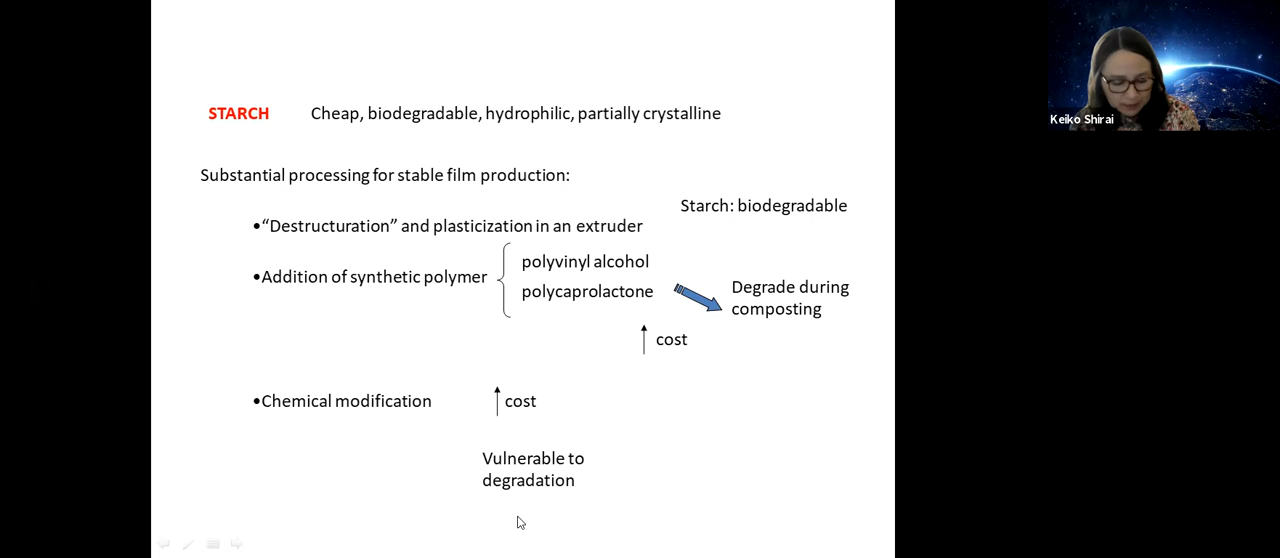 STARCH Cheap, biodegradable, hydrophilic, partially crystalline
Substantial processing for stable film production:
Starch: biodegradable
•“Destructuration” and plasticization in an extruder
•Addition of synthetic polymer
polyvinyl alcohol
polycaprolactone
Degrade during
composting
cost
•Chemical modification
cost
Vulnerable to
degradation
Keiko Shirai